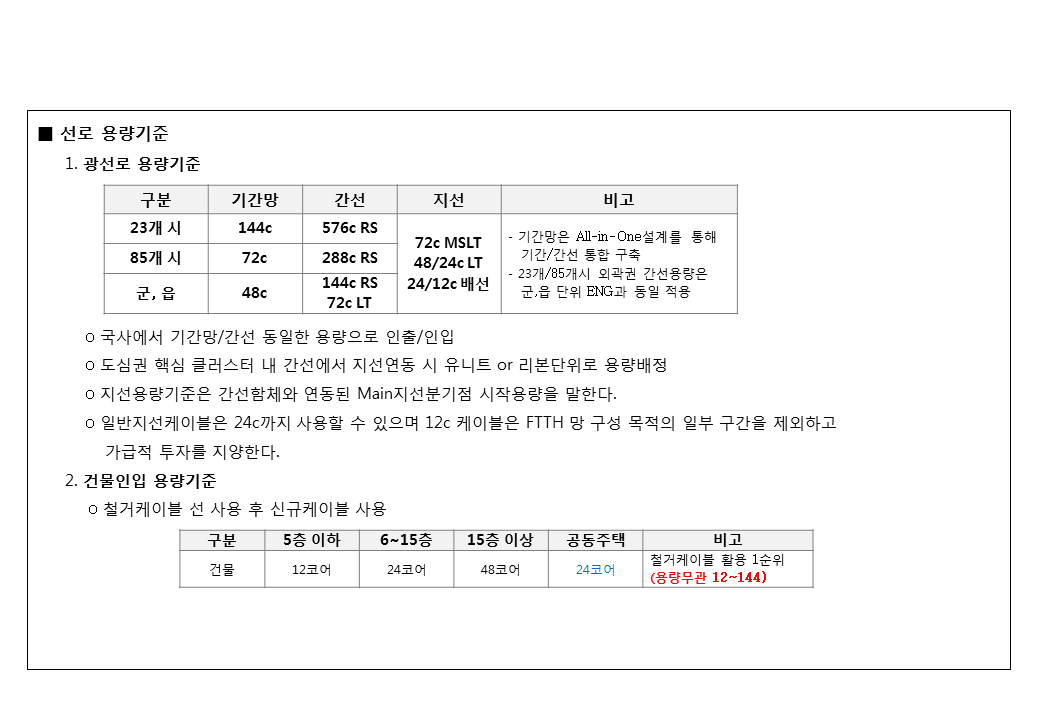 ■ 선로 용량기준
1. 광선로 용량기준
구분 기간망 간선 지선 비고
23개 시 144c 576c RS
85개 시 72c 288c RS
군, 읍 48c 144c RS
72c LT
72c MSLT
48/24c LT
24/12c 배선
- 기간망은 All-in-One설계를 통해
기간/간선 통합 구축
- 23개/85개시 외곽권 간선용량은
군,읍 단위 ENG과 동일 적용
o 국사에서 기간망/간선 동일한 용량으로 인출/인입
o 도심권 핵심 클러스터 내 간선에서 지선연동 시 유니트 or 리본단위로 용량배정
o 지선용량기준은 간선함체와 연동된 Main지선분기점 시작용량을 말한다.
o 일반지선케이블은 24c까지 사용할 수 있으며 12c 케이블은 FTTH 망 구성 목적의 일부 구간을 제외하고
가급적 투자를 지양한다.
2. 건물인입 용량기준
o 철거케이블 선 사용 후 신규케이블 사용
구분 5층 이하 6~15층 15층 이상 공동주택 비고
건물 12코어 24코어 48코어 24코어 철거케이블 활용 1순위
(용량무관 12~144)